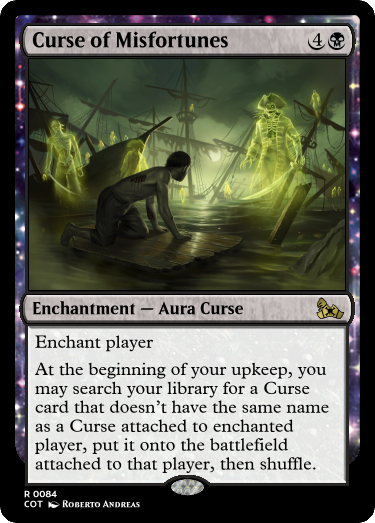 Curse of Misfortunes 4
Enchantment — Aura Curse
Enchant player
At the beginning of your upkeep, you
may search your library for a Curse
card that doesn't have the same name
as a Curse attached to enchanted
player, put it onto the battlefield
attached to that player, then shuffle.
R 0084
COT Roberto Andreas